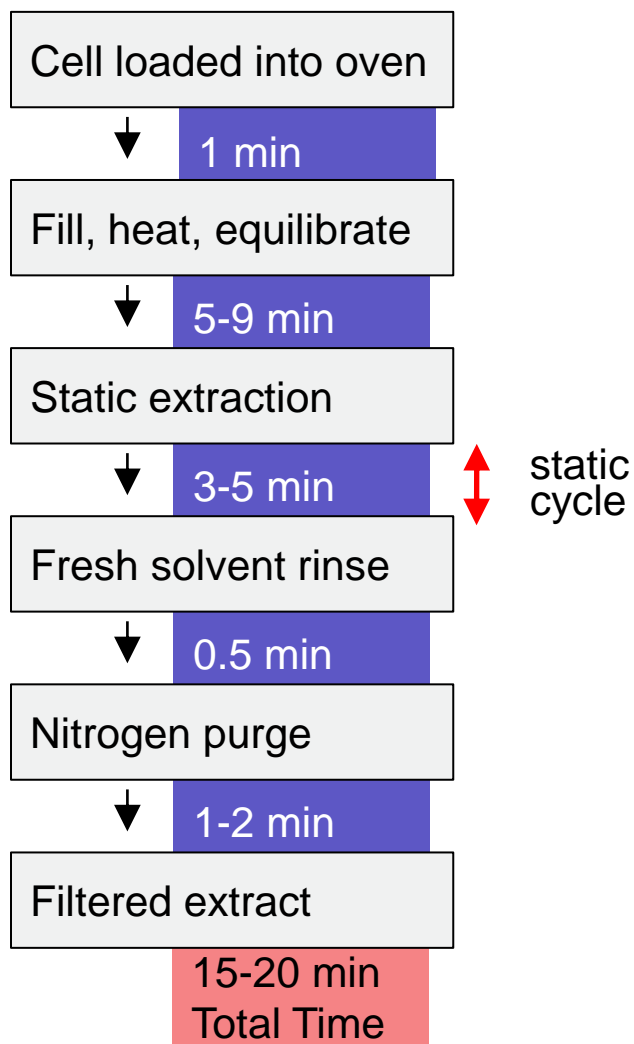 Cell loaded into oven
1 min
Fill, heat, equilibrate
5-9 min
Static extraction
3-5 min
static
cycle
Fresh solvent rinse
0.5 min
Nitrogen purge
1-2 min
Filtered extract
15-20 min
Total Time